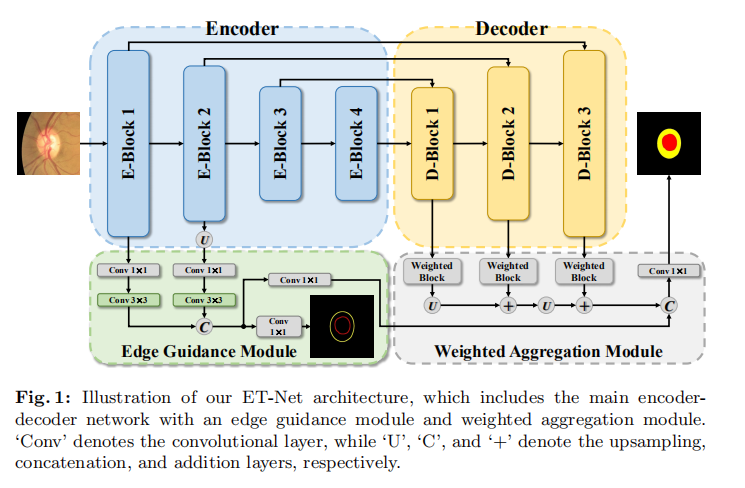 Encoder
Decoder
E-Block 1
E-Block 2
E-Block 3
E-Block 4
D-Block 1
D-Block 2
D-Block 3
U
Conv 1×1
Conv 1×1
Conv 3×3
Conv 3×3
C
Conv 1×1
Conv
1×1
Edge Guidance Module
Weighted
Block
Weighted
Block
Weighted
Block
Conv 1×1
U
+
U
+
C
Weighted Aggregation Module
Fig. 1: Illustration of our ET-Net architecture, which includes the main encoder-
decoder network with an edge guidance module and weighted aggregation module.
‘Conv’ denotes the convolutional layer, while ‘U’, ‘C’, and ‘+’ denote the upsampling,
concatenation, and addition layers, respectively.